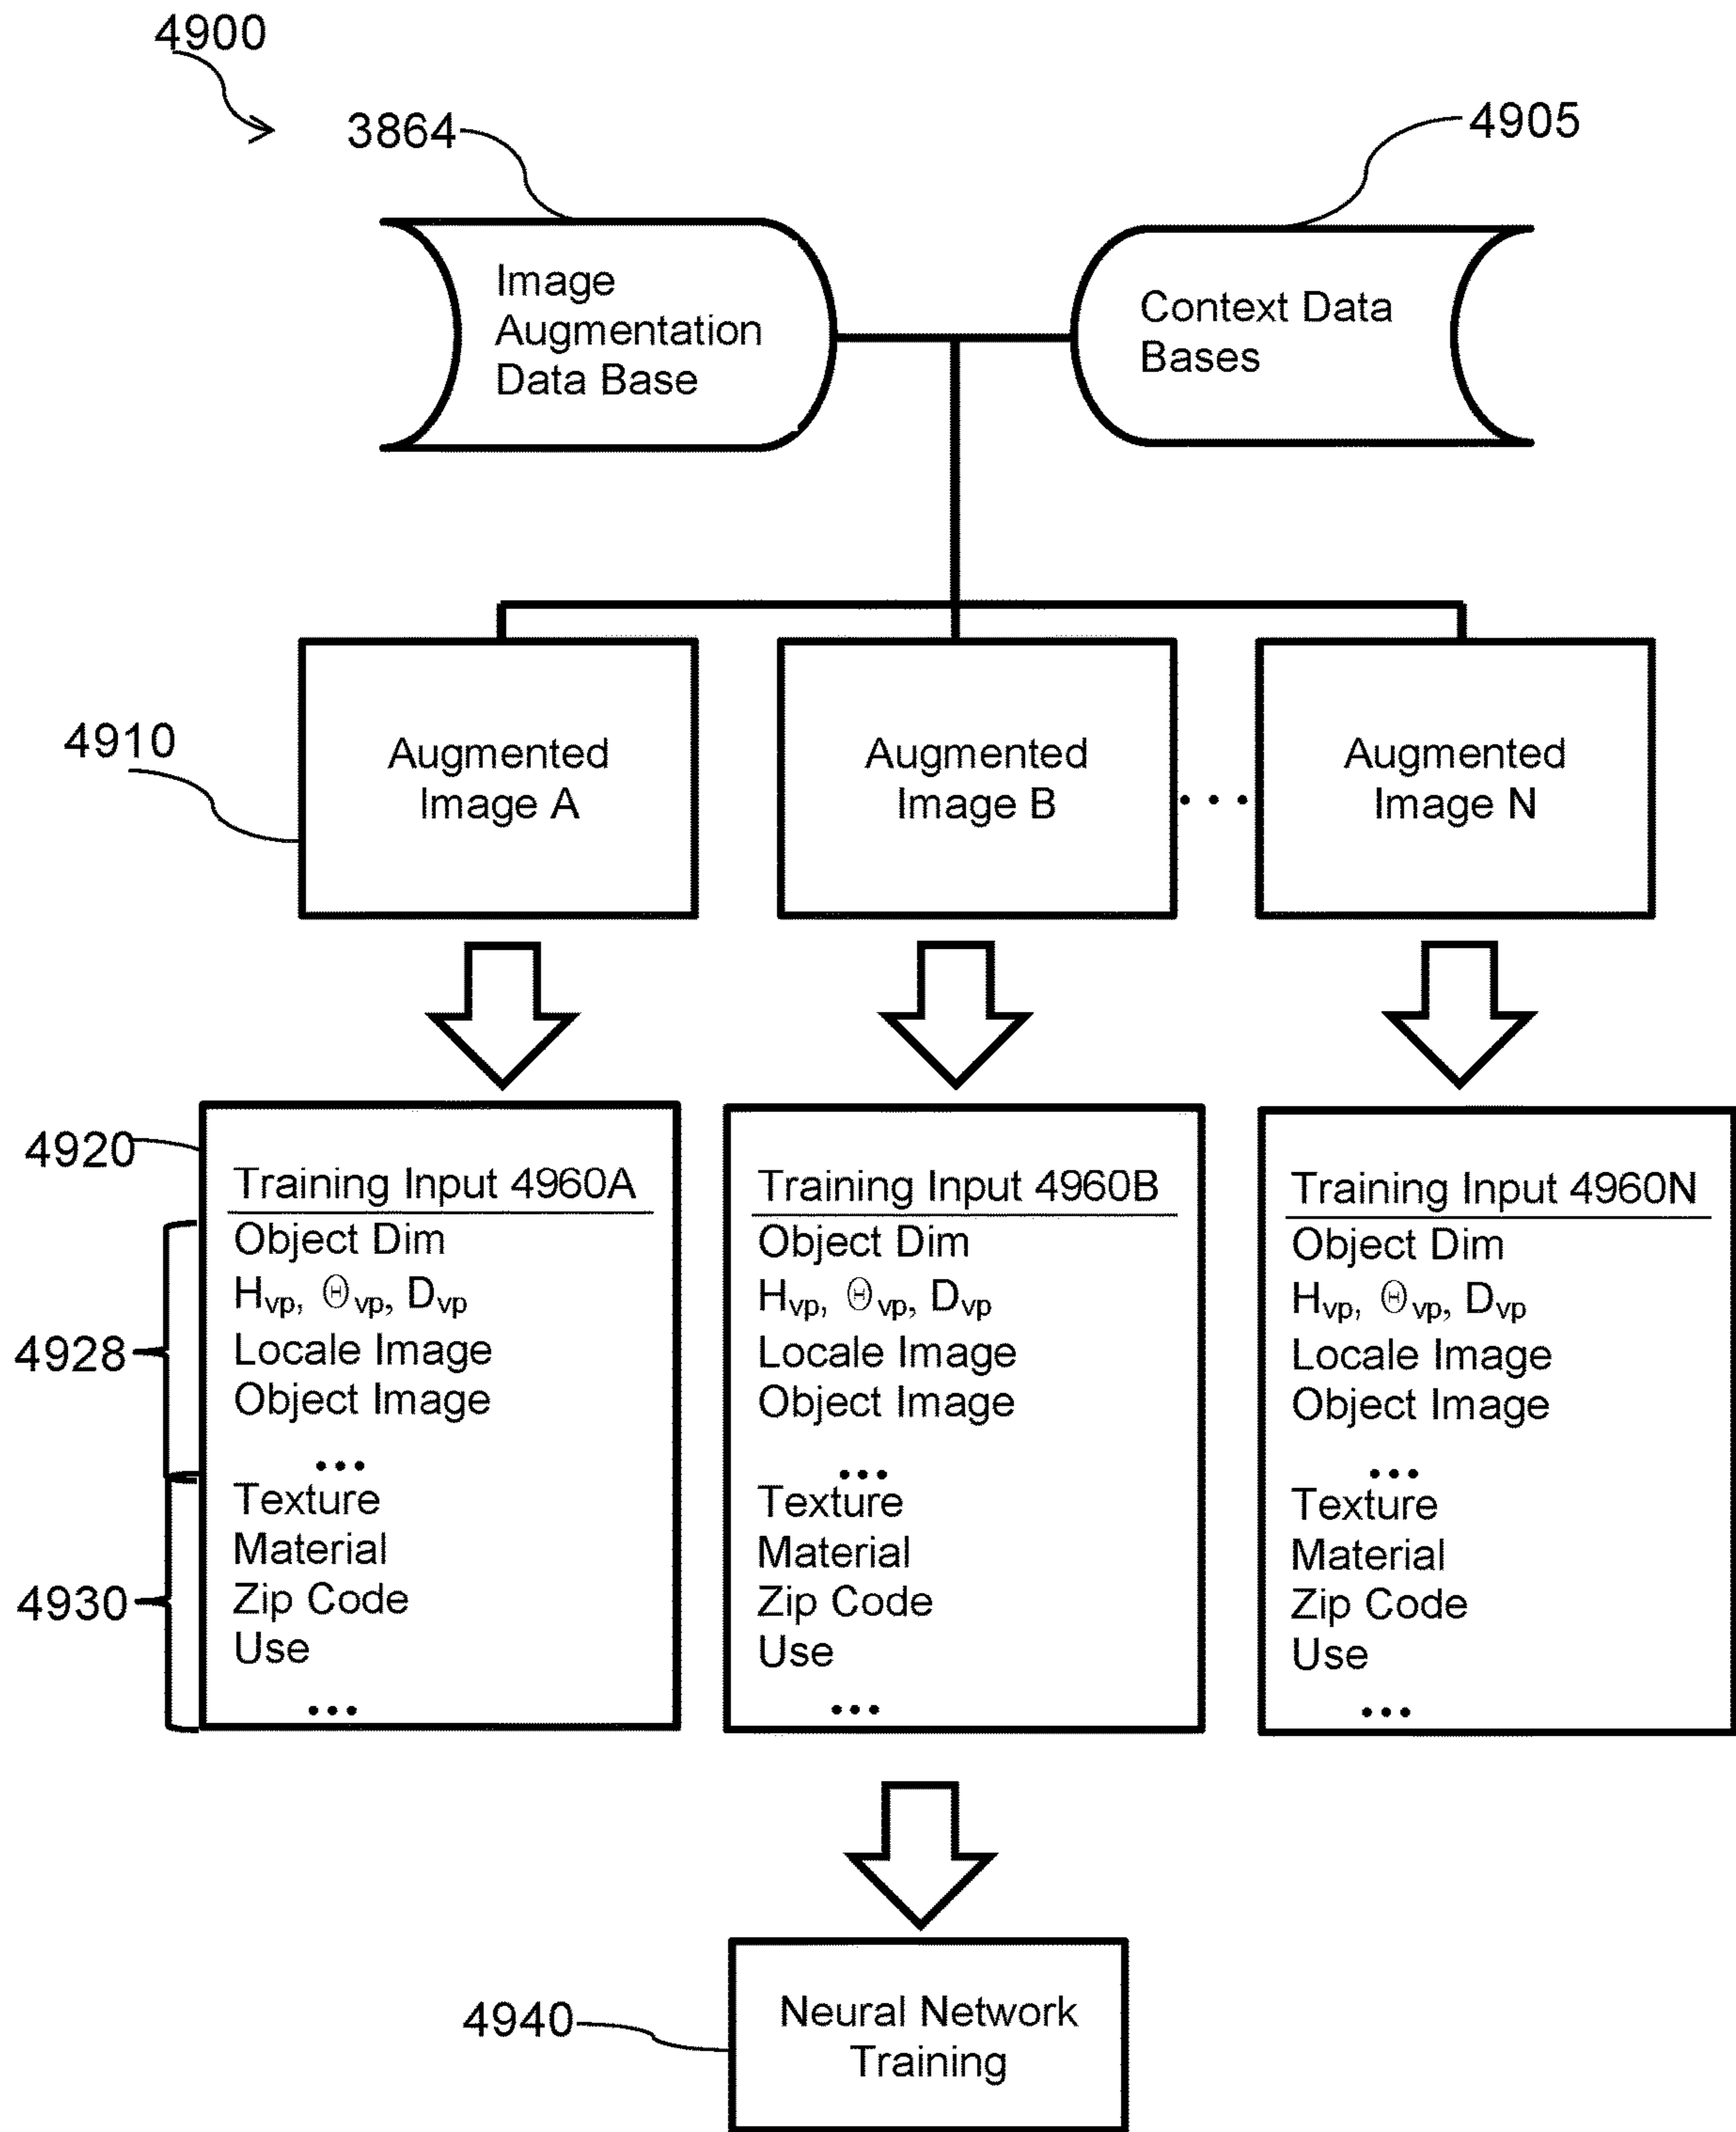 4900
3864
4905
Image
Augmentation
Data Base
Context Data
Bases
4910
Augmented
Image A
Augmented
Image B
...
Augmented
Image N
4920
Training Input 4960A
Object Dim
Hvp, Θvp, Dvp
Locale Image
Object Image
...
Texture
Material
Zip Code
Use
...
4928
4930
Training Input 4960B
Object Dim
Hvp, Θvp, Dvp
Locale Image
Object Image
...
Texture
Material
Zip Code
Use
...
Training Input 4960N
Object Dim
Hvp, Θvp, Dvp
Locale Image
Object Image
...
Texture
Material
Zip Code
Use
...
4940
Neural Network
Training